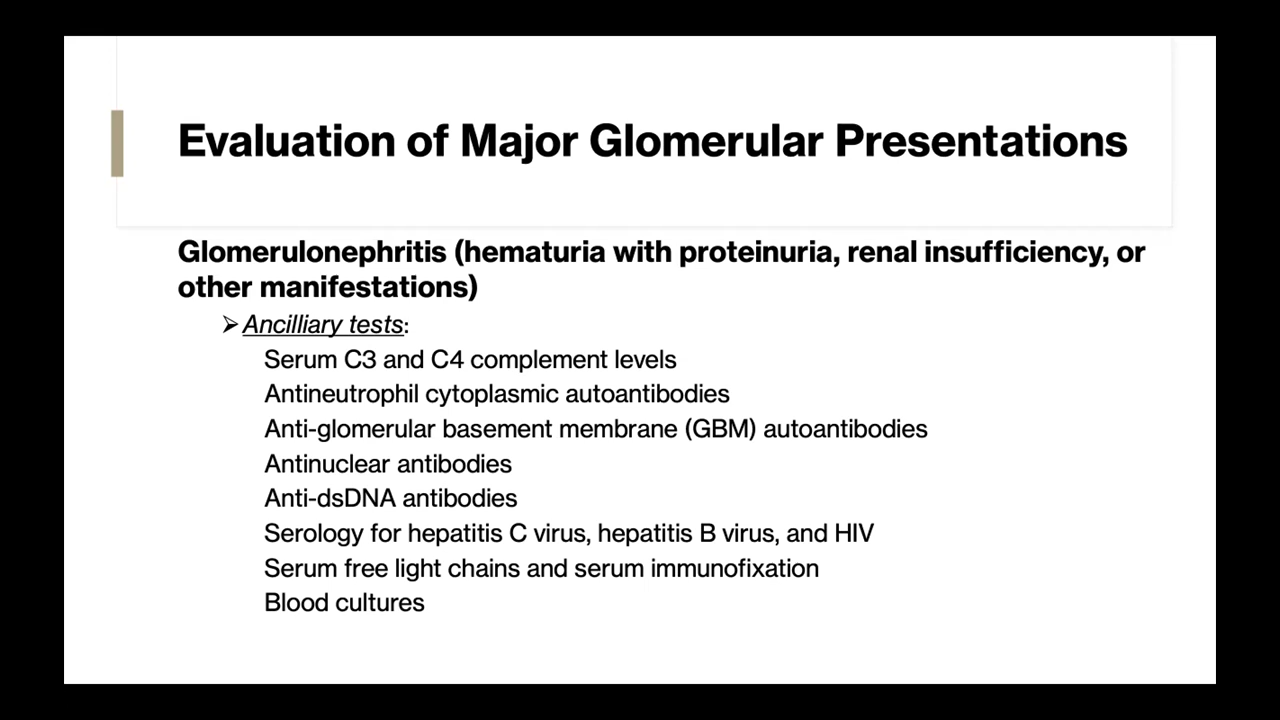 Evaluation of Major Glomerular Presentations
Glomerulonephritis (hematuria with proteinuria, renal insufficiency, or
other manifestations)
➢Ancilliary tests:
Serum C3 and C4 complement levels
Antineutrophil cytoplasmic autoantibodies
Anti-glomerular basement membrane (GBM) autoantibodies
Antinuclear antibodies
Anti-dsDNA antibodies
Serology for hepatitis C virus, hepatitis B virus, and HIV
Serum free light chains and serum immunofixation
Blood cultures